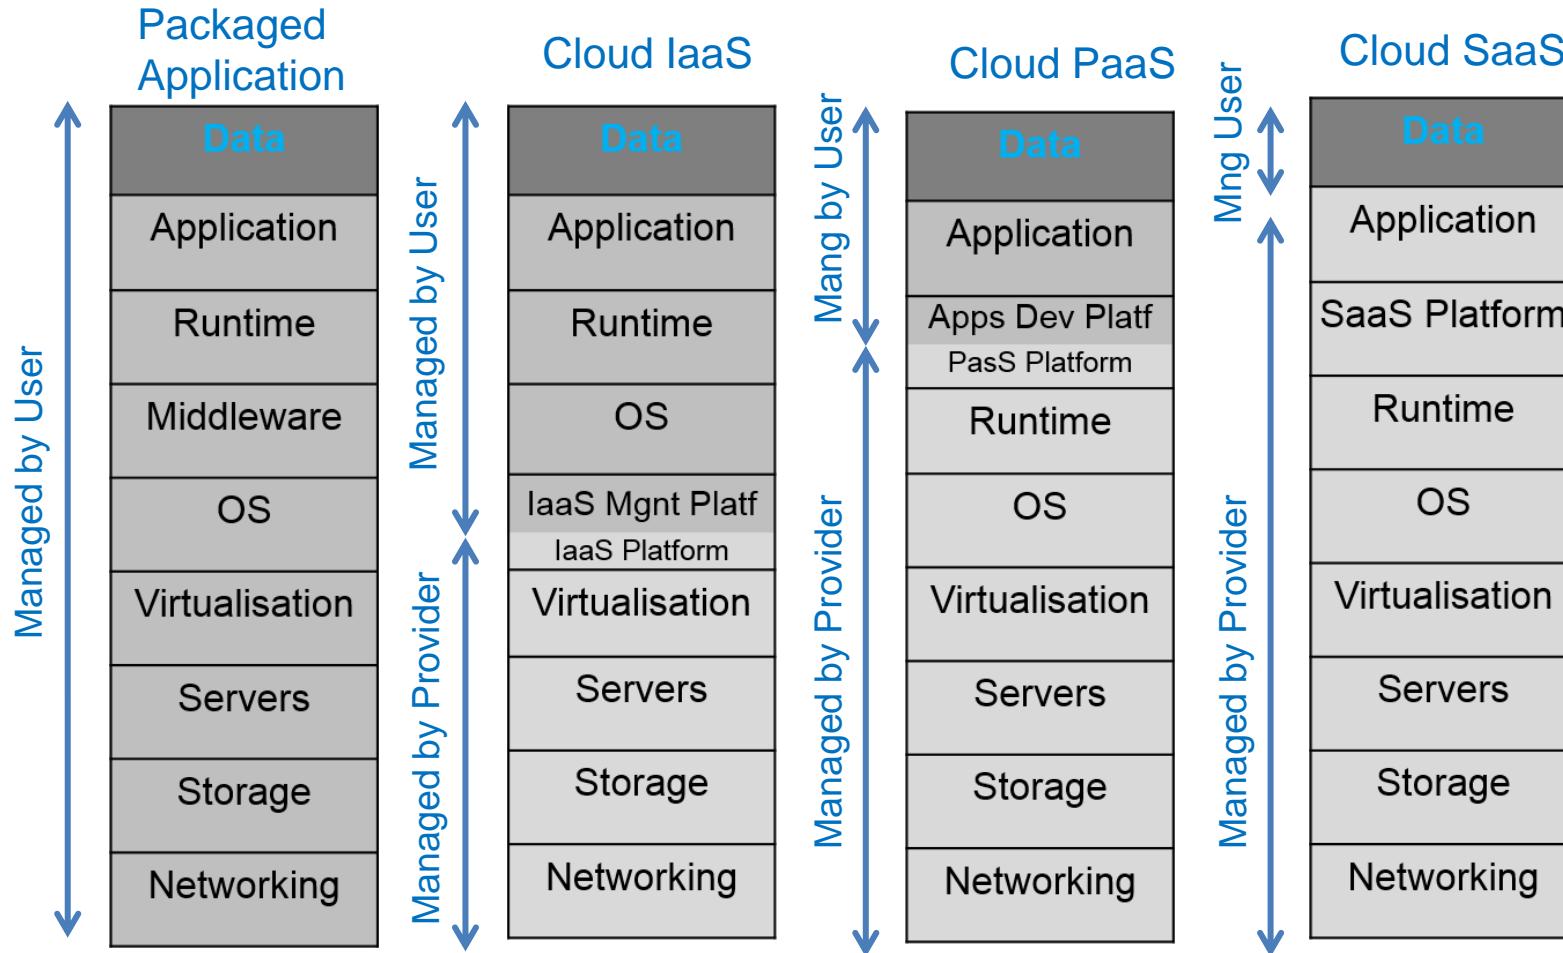 Packaged
Application
Managed by User
Data
Application
Runtime
Middleware
OS
Virtualisation
Servers
Storage
Networking
Cloud IaaS
Managed by User
Managed by Provider
Data
Application
Runtime
OS
IaaS Mgnt Platf
IaaS Platform
Virtualisation
Servers
Storage
Networking
Cloud PaaS
Mang by User
Managed by Provider
Data
Application
Apps Dev Platf
PasS Platform
Runtime
OS
Virtualisation
Servers
Storage
Networking
Cloud SaaS
Mng User
Managed by Provider
Data
Application
SaaS Platform
Runtime
OS
Virtualisation
Servers
Storage
Networking